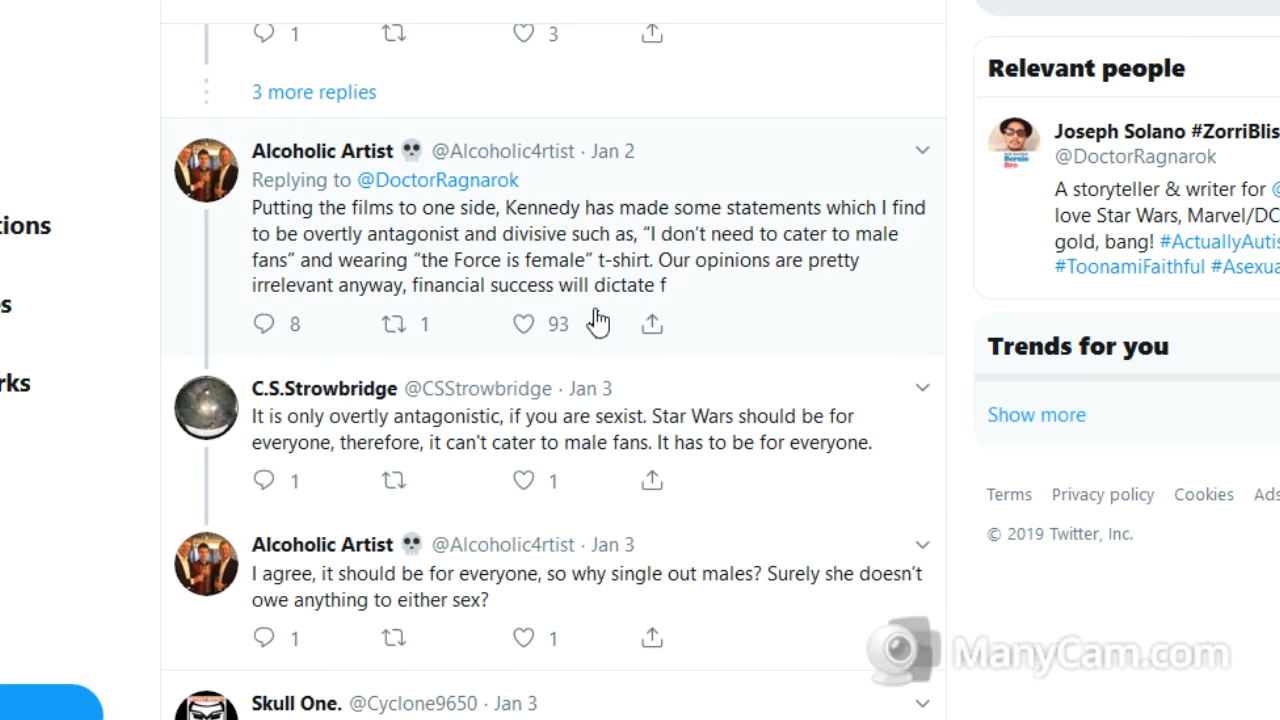 1 3
3 more replies
Alcoholic Artist 💀 @Alcoholic4rtist · Jan 2
Replying to @DoctorRagnarok
Putting the films to one side, Kennedy has made some statements which I find
to be overtly antagonist and divisive such as, “I don’t need to cater to male
fans” and wearing “the Force is female” t-shirt. Our opinions are pretty
irrelevant anyway, financial success will dictate f
8 1 93
C.S.Strowbridge @CSStrowbridge · Jan 3
It is only overtly antagonistic, if you are sexist. Star Wars should be for
everyone, therefore, it can't cater to male fans. It has to be for everyone.
1 1
Alcoholic Artist 💀 @Alcoholic4rtist · Jan 3
I agree, it should be for everyone, so why single out males? Surely she doesn’t
owe anything to either sex?
1 1
Skull One. @Cyclone9650 · Jan 3
tions
s
rks
Relevant people
Joseph Solano #ZorriBlis
@DoctorRagnarok
A storyteller & writer for @
love Star Wars, Marvel/DC
gold, bang! #ActuallyAutis
#ToonamiFaithful #Asexua
Trends for you
Show more
Terms Privacy policy Cookies Ads
© 2019 Twitter, Inc.
ManyCam.com